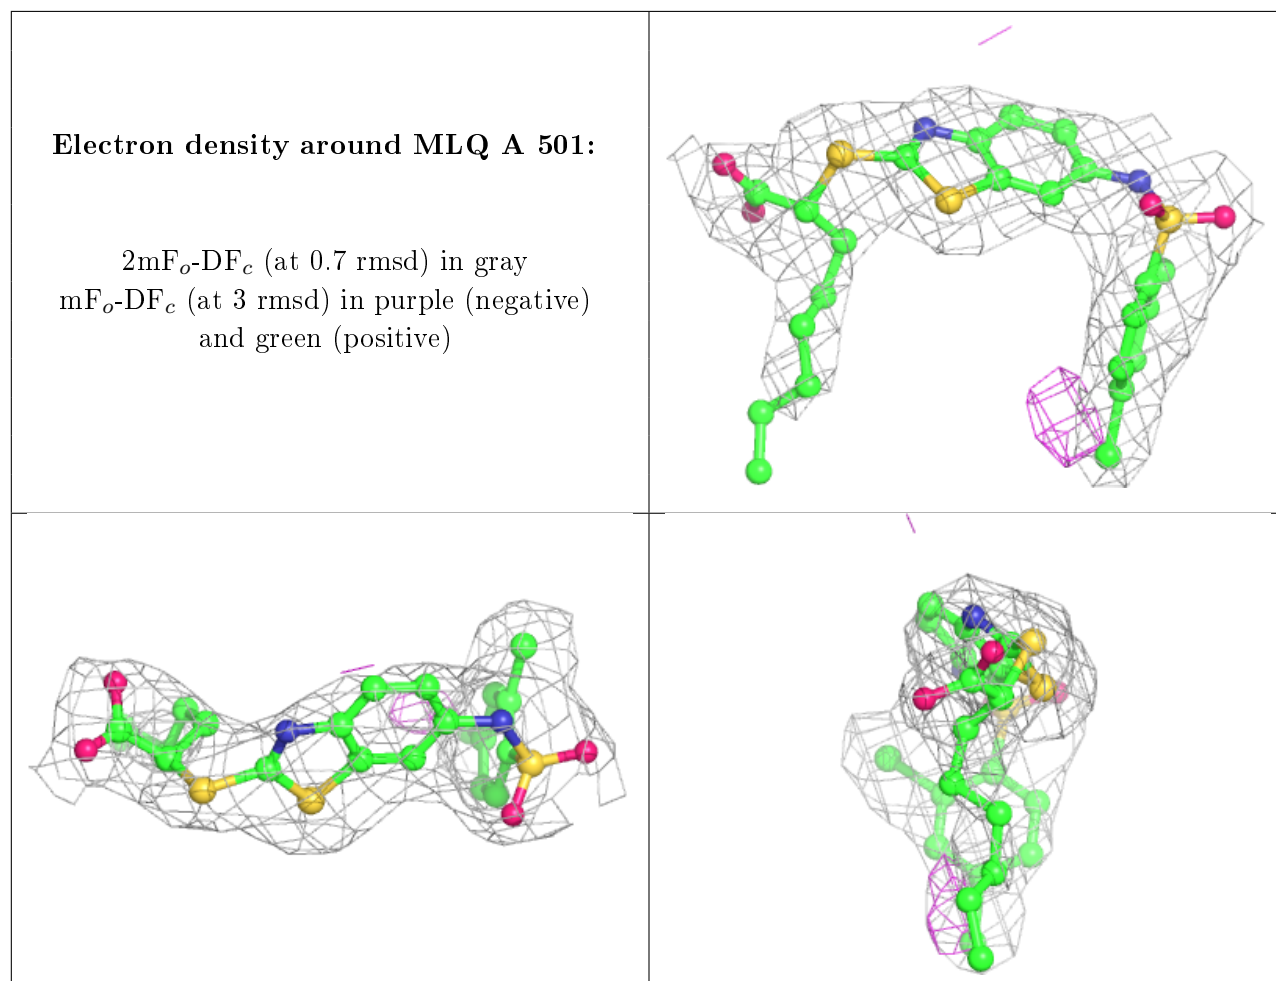 Electron density around MLQ A 501:
2mFo-DFc (at 0.7 rmsd) in gray
mFo-DFc (at 3 rmsd) in purple (negative)
and green (positive)